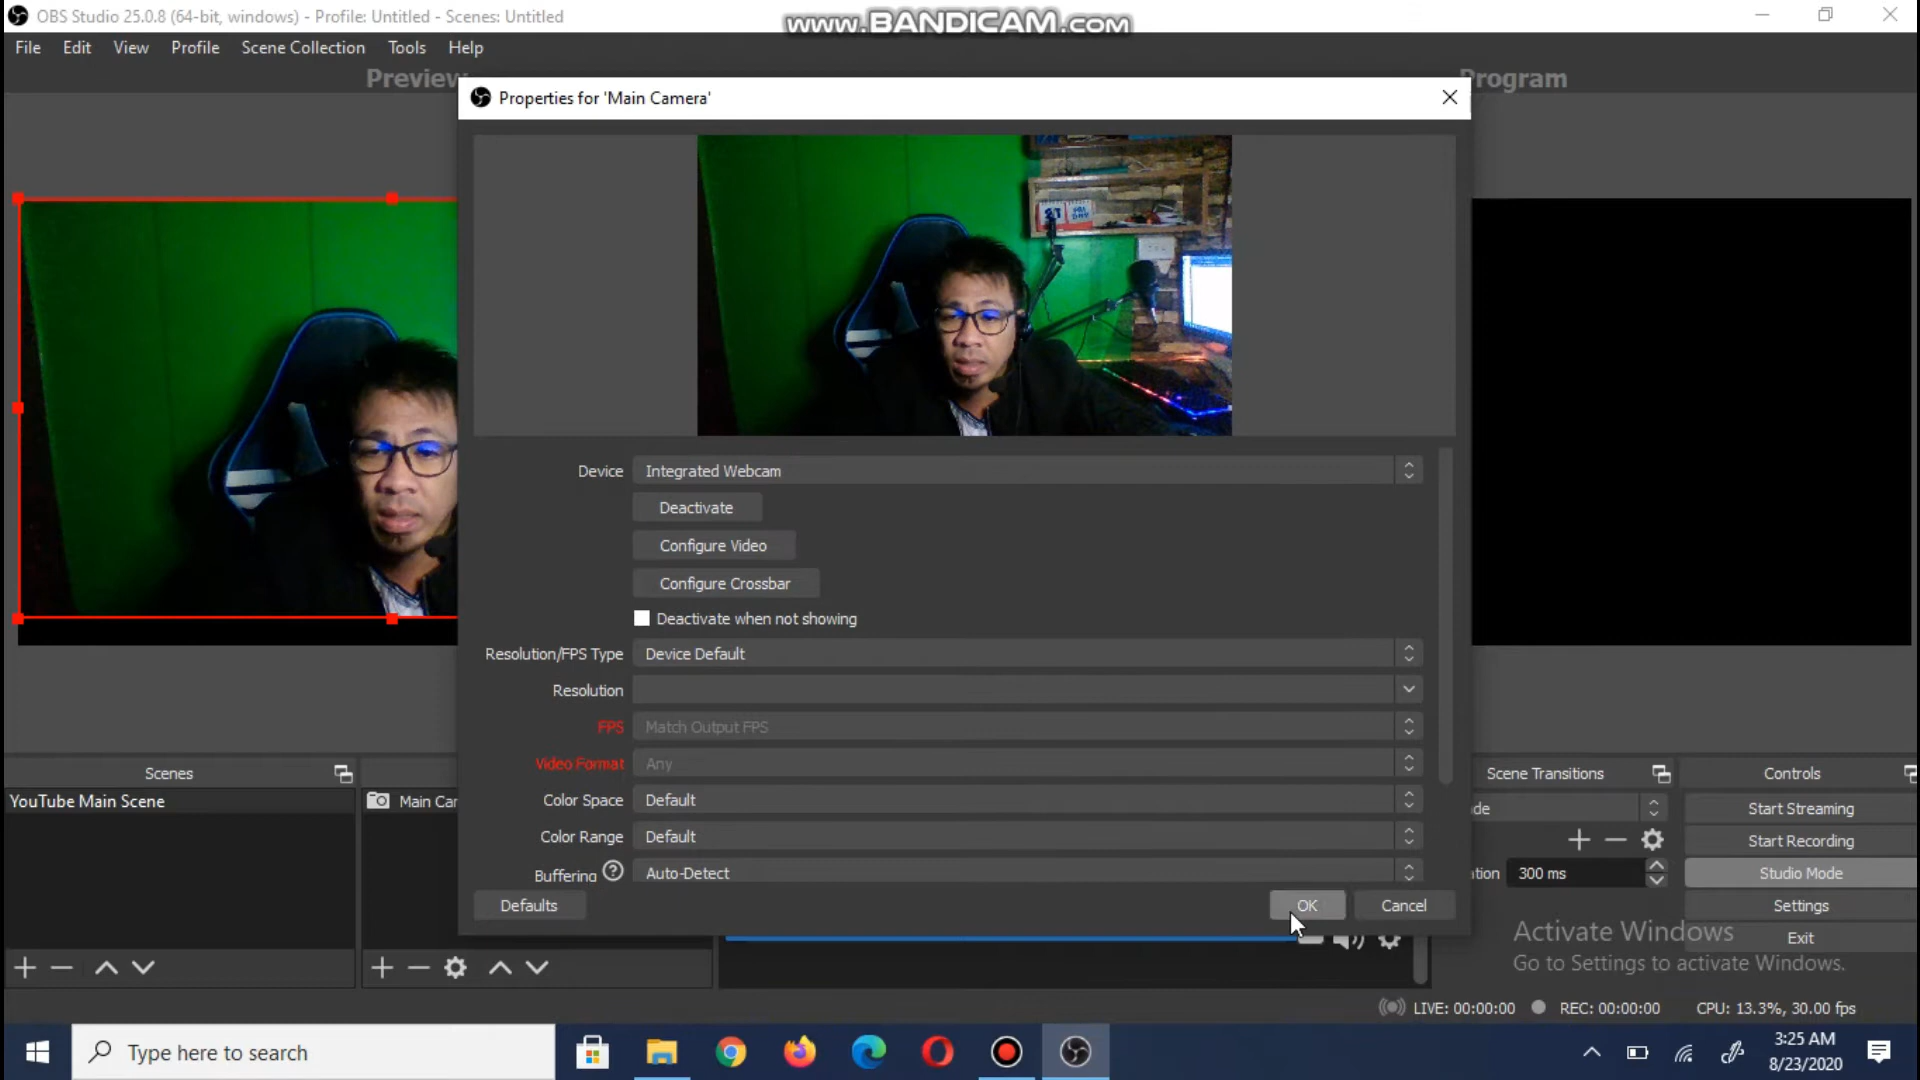 OBS Studio 25.0.8 (64-bit, windows) - Profile: Untitled - Scenes: Untitled
www.BANDICAM.com
File Edit View Profile Scene Collection Tools Help
Preview
Program
Properties for 'Main Camera'
Device Integrated Webcam
Deactivate
Configure Video
Configure Crossbar
Deactivate when not showing
Resolution/FPS Type Device Default
Resolution
FPS Match Output FPS
Video Format Any
Color Space Default
Color Range Default
Buffering ? Auto-Detect
Defaults OK Cancel
Scenes
YouTube Main Scene
Main Car
Scene Transitions
de
tion 300 ms
Controls
Start Streaming
Start Recording
Studio Mode
Settings
Exit
Activate Windows
Go to Settings to activate Windows.
LIVE: 00:00:00 REC: 00:00:00 CPU: 13.3%, 30.00 fps
Type here to search
3:25 AM
8/23/2020